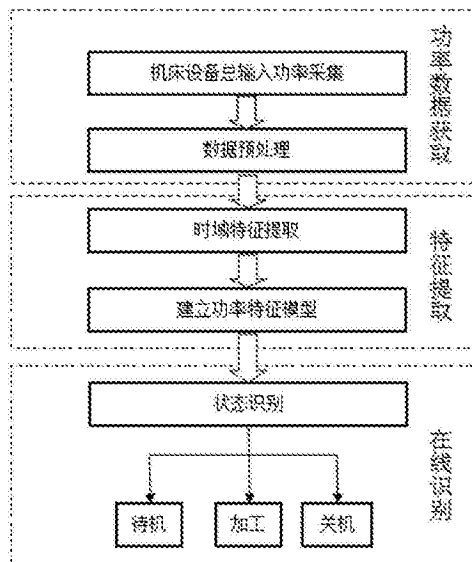 机床设备总输入功率采集
数据预处理
功率数据获取
时域特征提取
建立功率特征模型
特征提取
状态识别
待机
加工
关机
在线识别